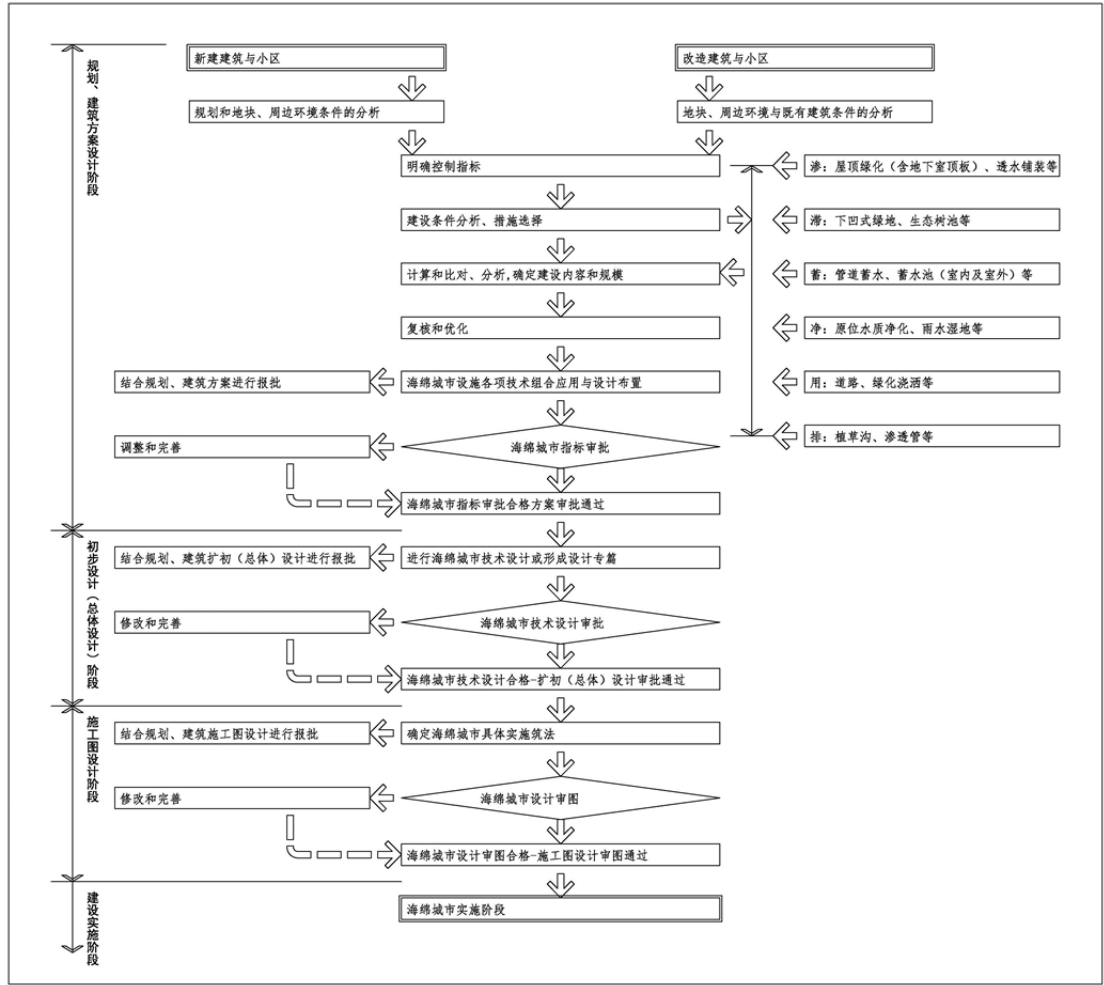 规划、建筑方案设计阶段
新建建筑与小区
改造建筑与小区
规划和地块、周边环境条件的分析
地块、周边环境与既有建筑条件的分析
明确控制指标
渗：屋顶绿化（含地下室顶板）、透水铺装等
建设条件分析、措施选择
滞：下凹式绿地、生态树池等
计算和比对、分析,确定建设内容和规模
蓄：管道蓄水、蓄水池（室内及室外）等
复核和优化
净：原位水质净化、雨水湿地等
结合规划、建筑方案进行报批
海绵城市设施各项技术组合应用与设计布置
用：道路、绿化浇洒等
调整和完善
海绵城市指标审批
排：植草沟、渗透管等
海绵城市指标审批合格方案审批通过
初步设计（总体设计）阶段
结合规划、建筑扩初（总体）设计进行报批
进行海绵城市技术设计或形成设计专篇
修改和完善
海绵城市技术设计审批
海绵城市技术设计合格-扩初（总体）设计审批通过
施工图设计阶段
结合规划、建筑施工图设计进行报批
确定海绵城市具体实施筑法
修改和完善
海绵城市设计审图
海绵城市设计审图合格-施工图设计审图通过
建设实施阶段
海绵城市实施阶段